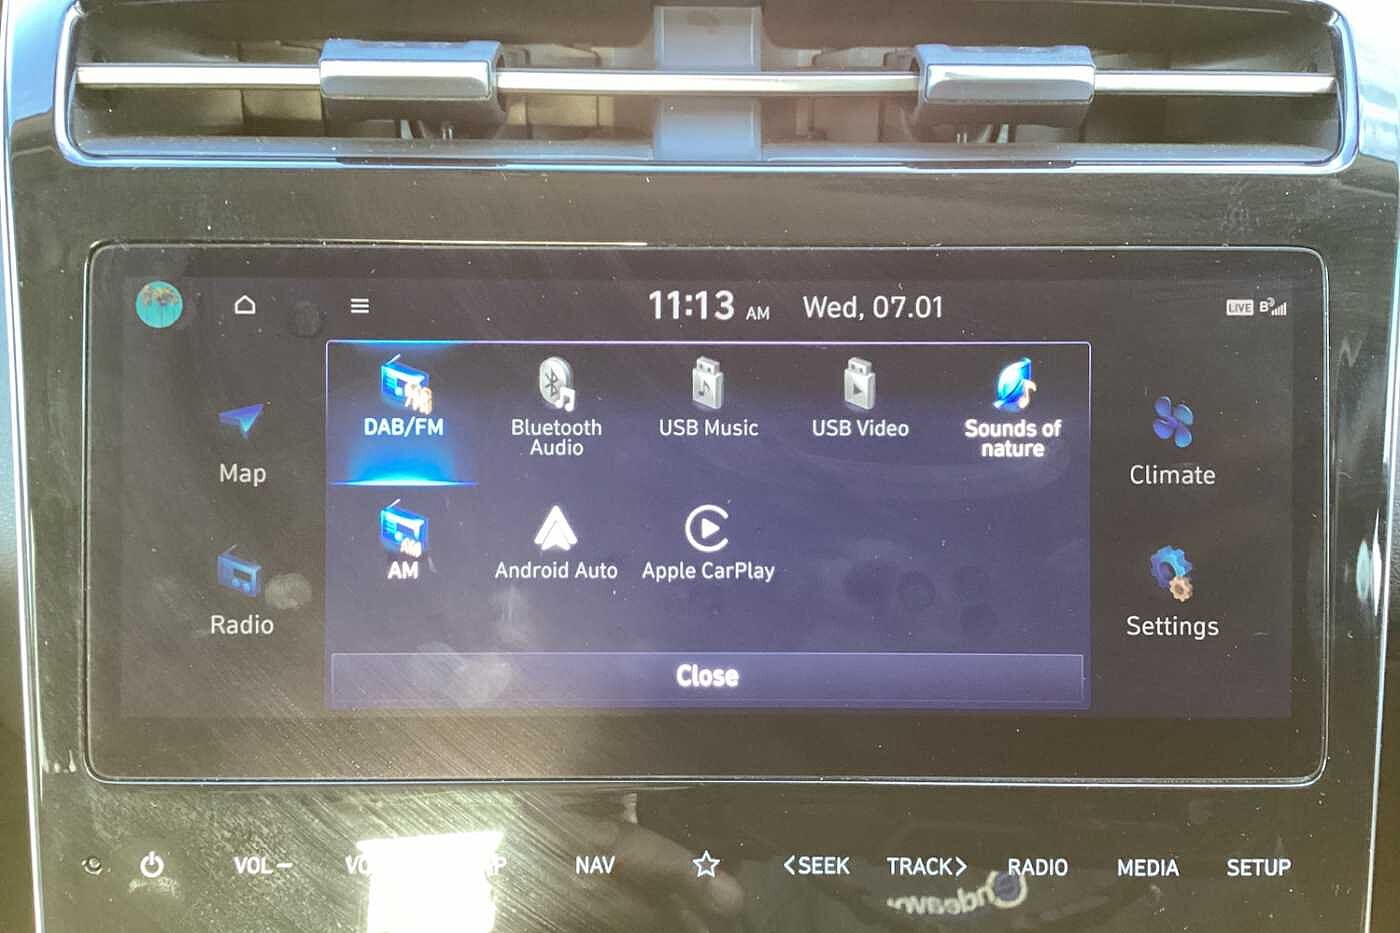 11:13 AM Wed, 07.01
LIVE B
DAB/FM
Bluetooth
Audio
USB Music
USB Video
Sounds of
nature
Map
Climate
AM
AM
Android Auto
Apple CarPlay
Radio
Settings
Close
VOL− NAV <SEEK TRACK> RADIO MEDIA SETUP